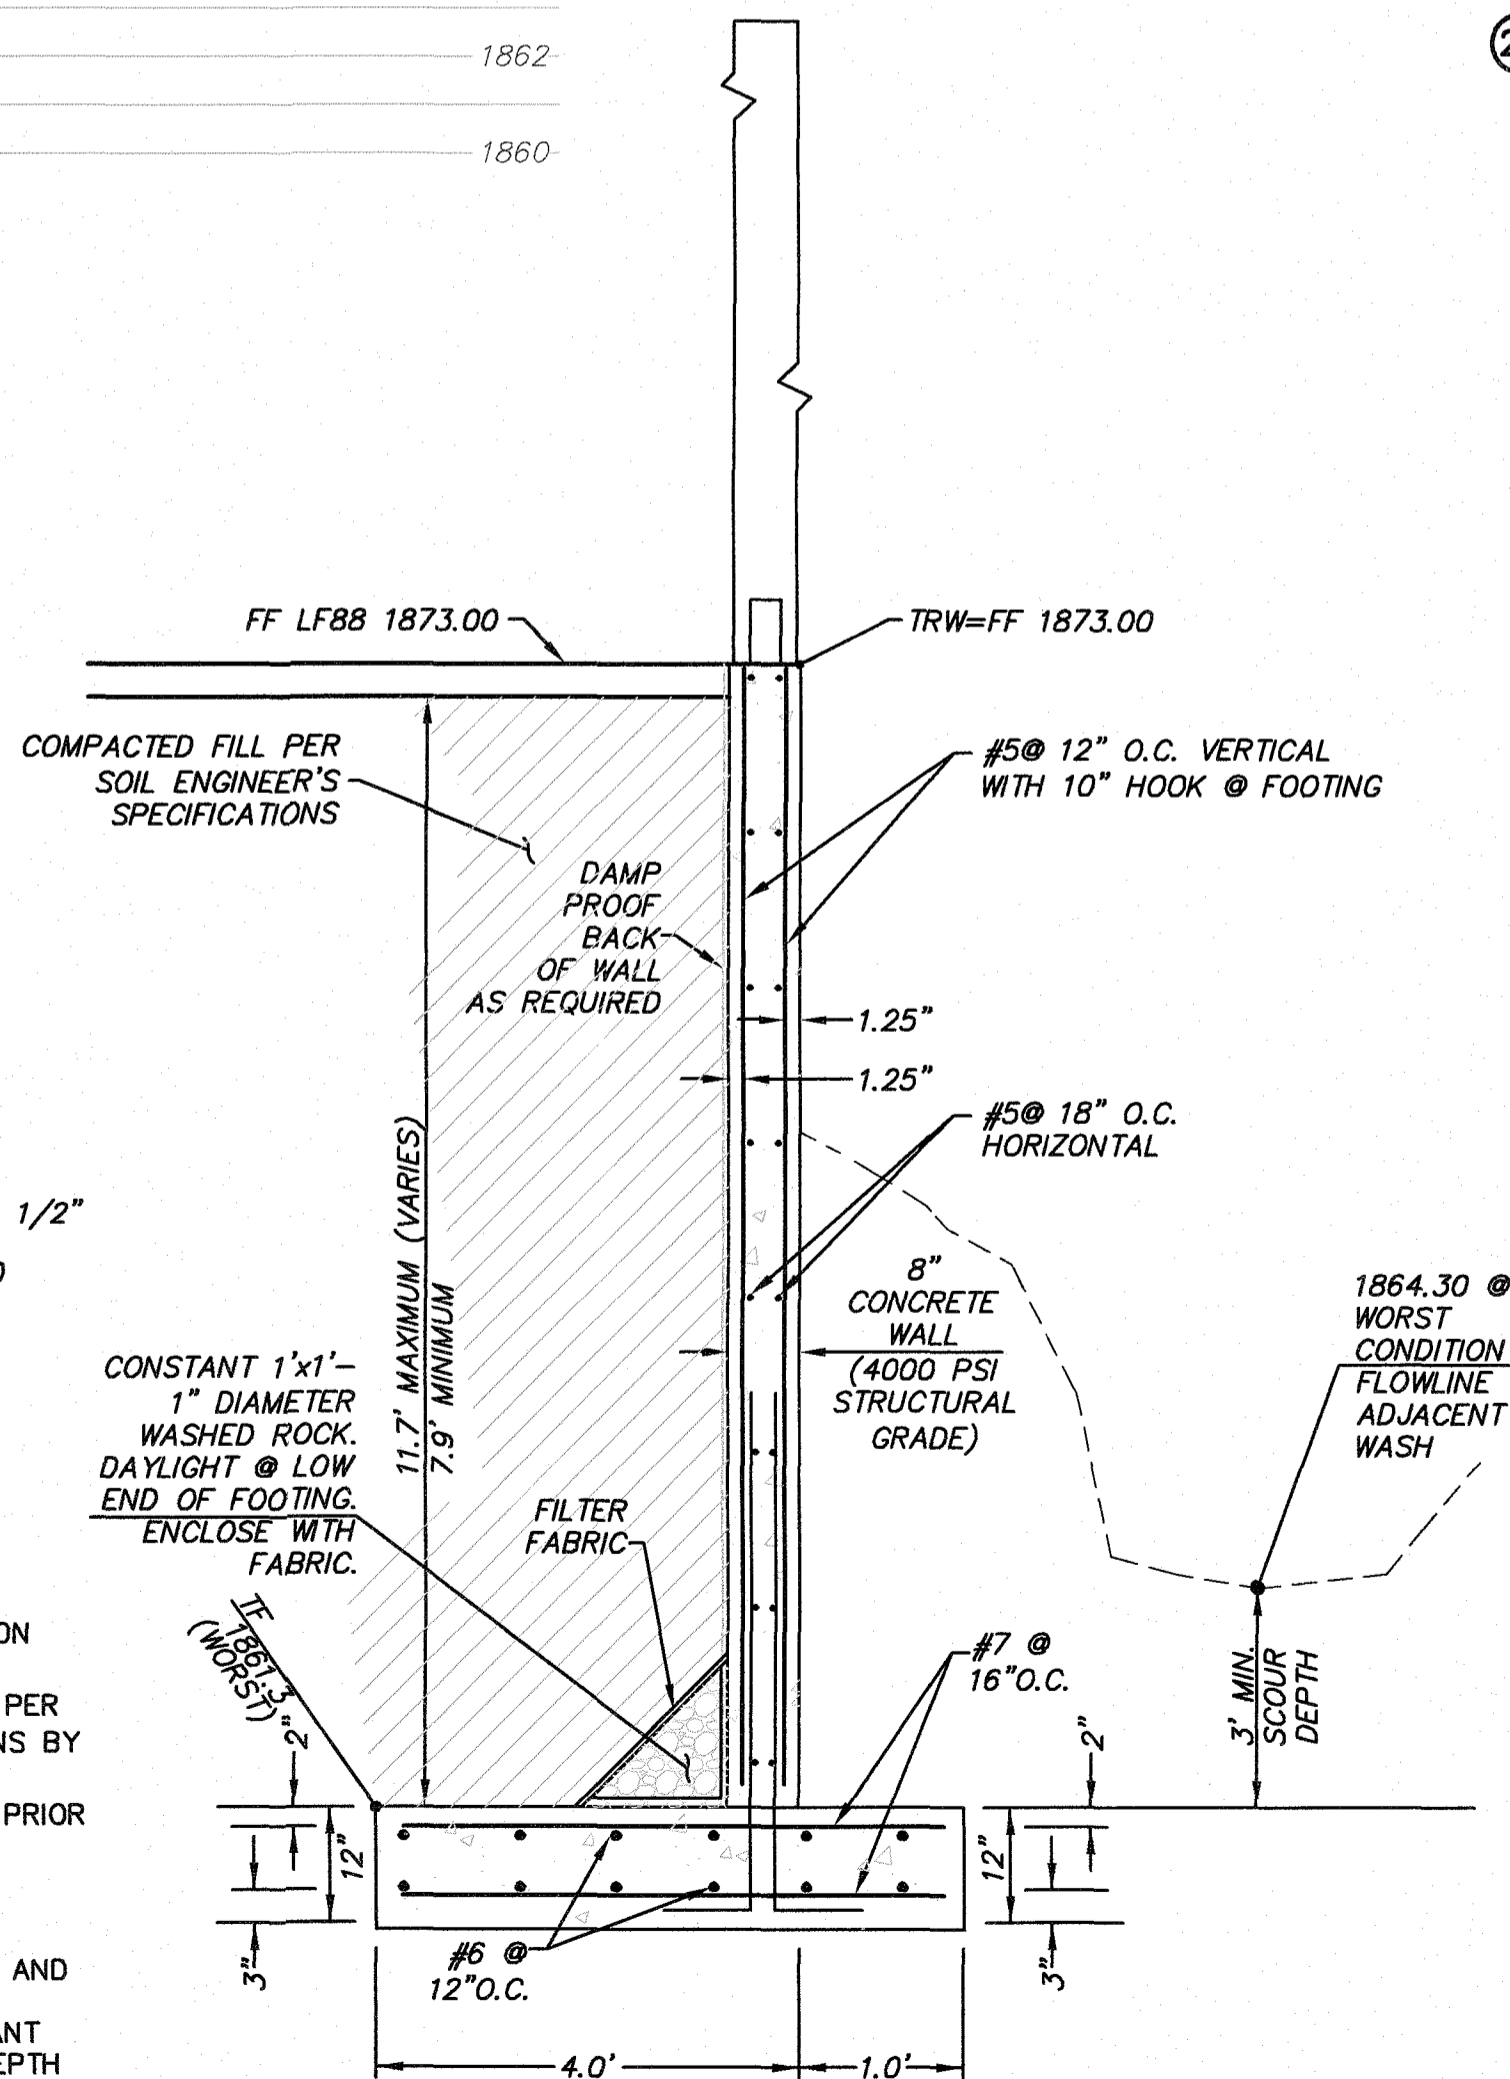 1862
1860
2
FF LF88 1873.00
TRW=FF 1873.00
COMPACTED FILL PER
SOIL ENGINEER'S
SPECIFICATIONS
#5@ 12" O.C. VERTICAL
WITH 10" HOOK @ FOOTING
DAMP
PROOF
BACK
OF WALL
AS REQUIRED
1.25"
1.25"
#5@ 18" O.C.
HORIZONTAL
11.7' MAXIMUM (VARIES)
7.9' MINIMUM
1/2"
8"
CONCRETE
WALL
(4000 PSI
STRUCTURAL
GRADE)
1864.30 @
WORST
CONDITION
FLOWLINE
ADJACENT
WASH
CONSTANT 1'x1'-
1" DIAMETER
WASHED ROCK.
DAYLIGHT @ LOW
END OF FOOTING.
ENCLOSE WITH
FABRIC.
FILTER
FABRIC
TF
1861.3
(WORST)
ON
PER
NS BY
PRIOR
AND
ANT
EPTH
#7 @
16"O.C.
3' MIN.
SCOUR
DEPTH
2"
12"
3"
2"
12"
3"
#6 @
12"O.C.
4.0'
1.0'